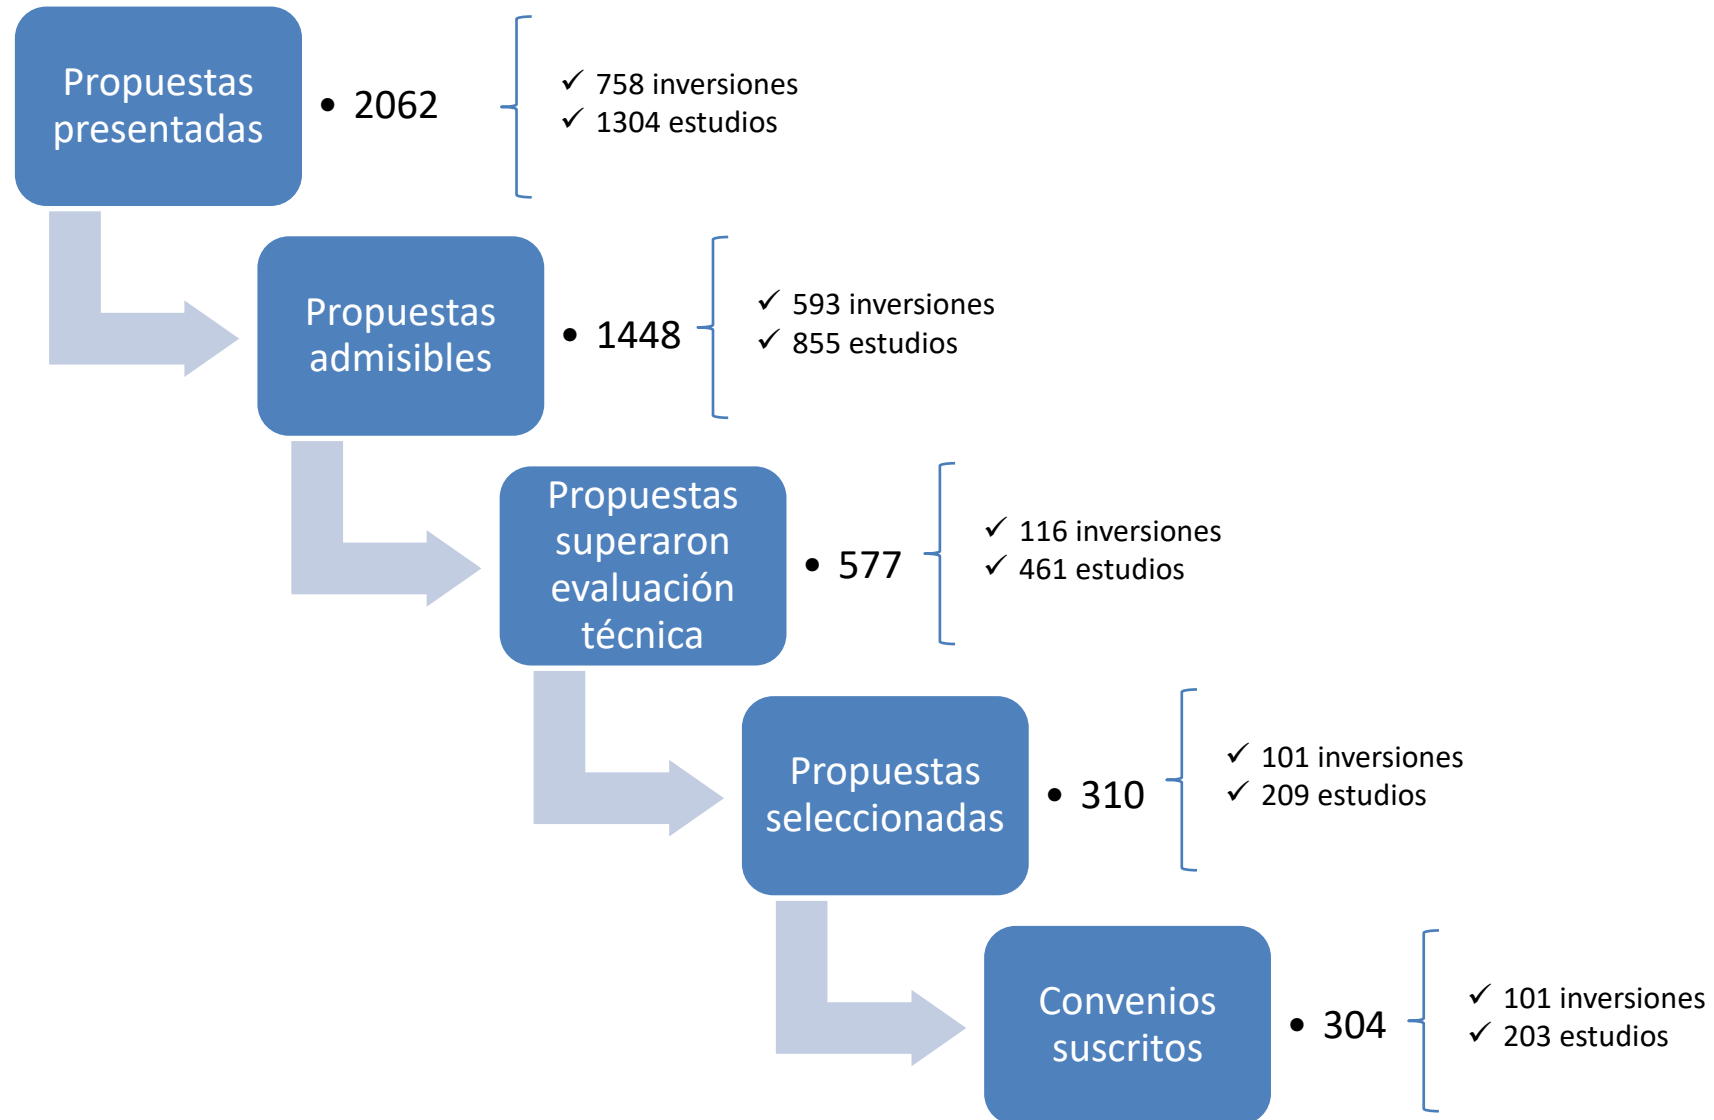 Propuestas
presentadas
• 2062
✓ 758 inversiones
✓ 1304 estudios
Propuestas
admisibles
• 1448
✓ 593 inversiones
✓ 855 estudios
Propuestas
superaron
evaluación
técnica
• 577
✓ 116 inversiones
✓ 461 estudios
Propuestas
seleccionadas
• 310
✓ 101 inversiones
✓ 209 estudios
Convenios
suscritos
• 304
✓ 101 inversiones
✓ 203 estudios